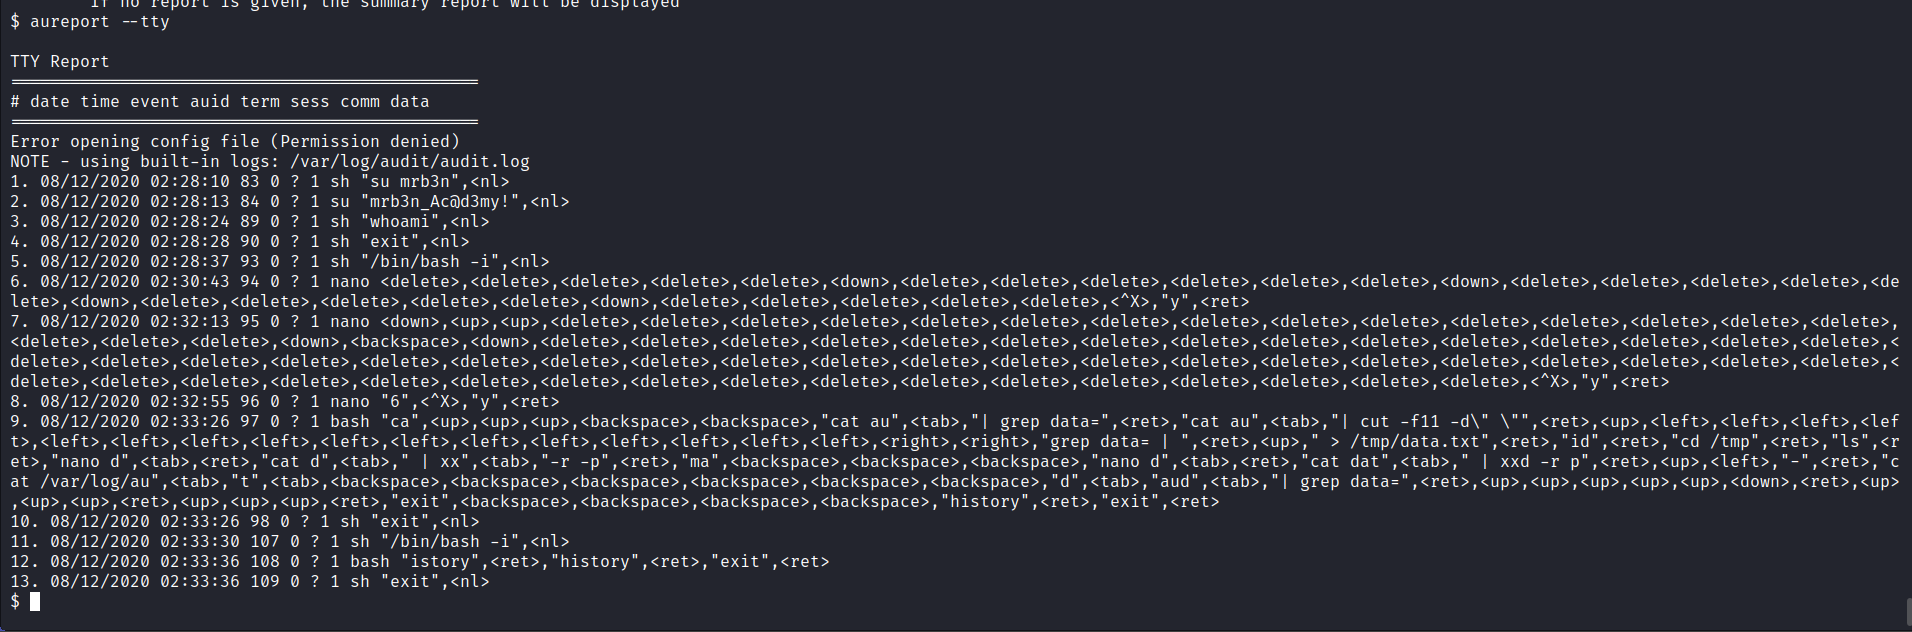 If no report is given, the summary report will be displayed
$ aureport --tty
TTY Report
===============================================
# date time event auid term sess comm data
===============================================
Error opening config file (Permission denied)
NOTE - using built-in logs: /var/log/audit/audit.log
1. 08/12/2020 02:28:10 83 0 ? 1 sh "su mrb3n",<nl>
2. 08/12/2020 02:28:13 84 0 ? 1 su "mrb3n_Ac@d3my!",<nl>
3. 08/12/2020 02:28:24 89 0 ? 1 sh "whoami",<nl>
4. 08/12/2020 02:28:28 90 0 ? 1 sh "exit",<nl>
5. 08/12/2020 02:28:37 93 0 ? 1 sh "/bin/bash -i",<nl>
6. 08/12/2020 02:30:43 94 0 ? 1 nano <delete>,<delete>,<delete>,<delete>,<delete>,<down>,<delete>,<delete>,<delete>,<delete>,<delete>,<delete>,<down>,<delete>,<delete>,<delete>,<delete>,<de
lete>,<down>,<delete>,<delete>,<delete>,<delete>,<delete>,<down>,<delete>,<delete>,<delete>,<delete>,<delete>,<^X>,"y",<ret>
7. 08/12/2020 02:32:13 95 0 ? 1 nano <down>,<up>,<up>,<delete>,<delete>,<delete>,<delete>,<delete>,<delete>,<delete>,<delete>,<delete>,<delete>,<delete>,<delete>,<delete>,<delete>,<delete>,
<delete>,<delete>,<delete>,<down>,<backspace>,<down>,<delete>,<delete>,<delete>,<delete>,<delete>,<delete>,<delete>,<delete>,<delete>,<delete>,<delete>,<delete>,<delete>,<delete>,<delete>,<
delete>,<delete>,<delete>,<delete>,<delete>,<delete>,<delete>,<delete>,<delete>,<delete>,<delete>,<delete>,<delete>,<delete>,<delete>,<delete>,<delete>,<delete>,<delete>,<delete>,<delete>,<
delete>,<delete>,<delete>,<delete>,<delete>,<delete>,<delete>,<delete>,<delete>,<delete>,<delete>,<delete>,<delete>,<delete>,<delete>,<delete>,<delete>,<^X>,"y",<ret>
8. 08/12/2020 02:32:55 96 0 ? 1 nano "6",<^X>,"y",<ret>
9. 08/12/2020 02:33:26 97 0 ? 1 bash "ca",<up>,<up>,<up>,<backspace>,<backspace>,"cat au",<tab>,"| grep data=",<ret>,"cat au",<tab>,"| cut -f11 -d\" \"",<ret>,<up>,<left>,<left>,<left>,<lef
t>,<left>,<left>,<left>,<left>,<left>,<left>,<left>,<left>,<left>,<left>,<right>,<right>,"grep data= | ",<ret>,<up>," > /tmp/data.txt",<ret>,"id",<ret>,"cd /tmp",<ret>,"ls",<r
et>,"nano d",<tab>,<ret>,"cat d",<tab>," | xx",<tab>,"-r -p",<ret>,"ma",<backspace>,<backspace>,<backspace>,"nano d",<tab>,<ret>,"cat dat",<tab>," | xxd -r p",<ret>,<up>,<left>,"-",<ret>,"c
at /var/log/au",<tab>,"t",<tab>,<backspace>,<backspace>,<backspace>,<backspace>,<backspace>,<backspace>,"d",<tab>,"aud",<tab>,"| grep data=",<ret>,<up>,<up>,<up>,<up>,<up>,<down>,<ret>,<up>
,<up>,<up>,<ret>,<up>,<up>,<up>,<ret>,"exit",<backspace>,<backspace>,<backspace>,<backspace>,"history",<ret>,"exit",<ret>
10. 08/12/2020 02:33:26 98 0 ? 1 sh "exit",<nl>
11. 08/12/2020 02:33:30 107 0 ? 1 sh "/bin/bash -i",<nl>
12. 08/12/2020 02:33:36 108 0 ? 1 bash "istory",<ret>,"history",<ret>,"exit",<ret>
13. 08/12/2020 02:33:36 109 0 ? 1 sh "exit",<nl>
$